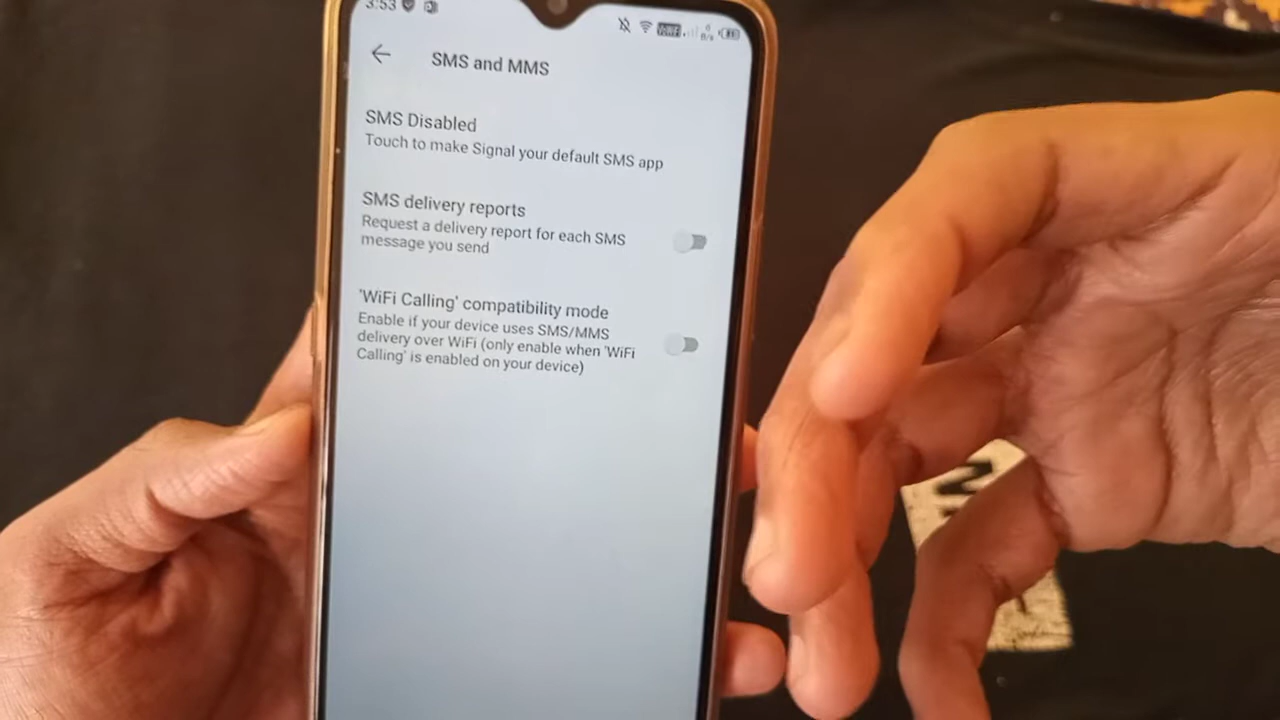 3:53
SMS and MMS
SMS Disabled
Touch to make Signal your default SMS app
SMS delivery reports
Request a delivery report for each SMS
message you send
'WiFi Calling' compatibility mode
Enable if your device uses SMS/MMS
delivery over WiFi (only enable when 'WiFi
Calling' is enabled on your device)